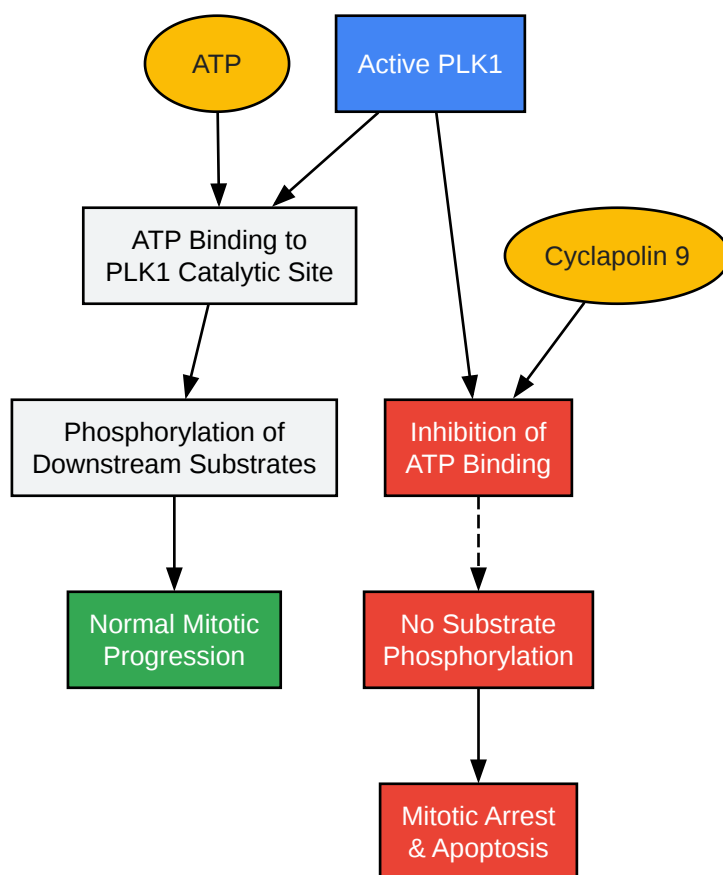 ATP
Active PLK1
ATP Binding to
PLK1 Catalytic Site
Cyclapolin 9
Phosphorylation of
Downstream Substrates
Inhibition of
ATP Binding
Normal Mitotic
Progression
No Substrate
Phosphorylation
Mitotic Arrest
& Apoptosis